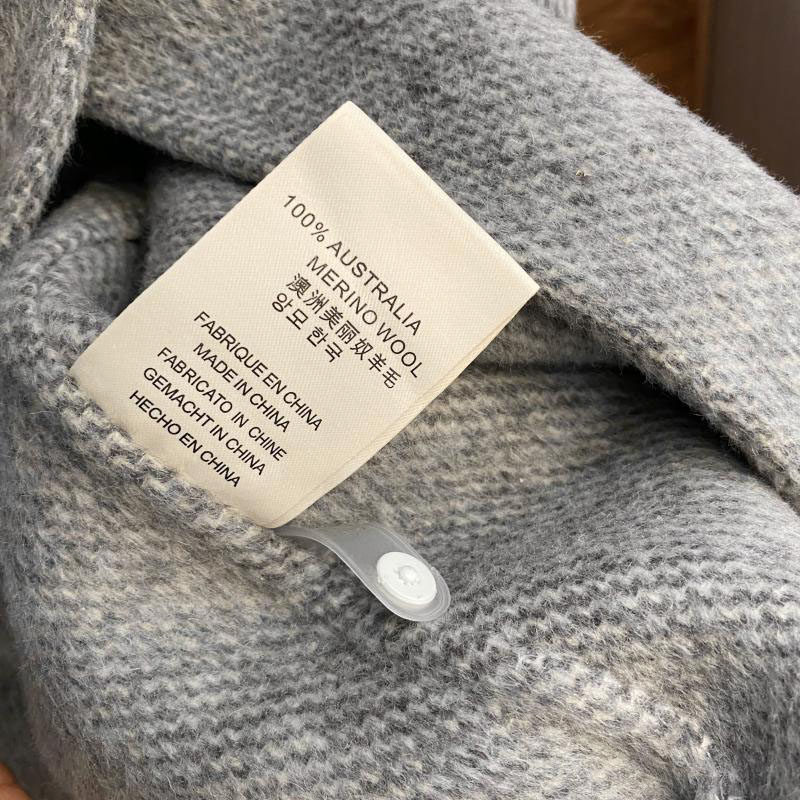 100% AUSTRALIA
MERINO WOOL
澳洲美丽奴羊毛
앙모 한국
FABRIQUE EN CHINA
MADE IN CHINA
FABRICATO IN CHINE
GEMACHT IN CHINA
HECHO EN CHINA